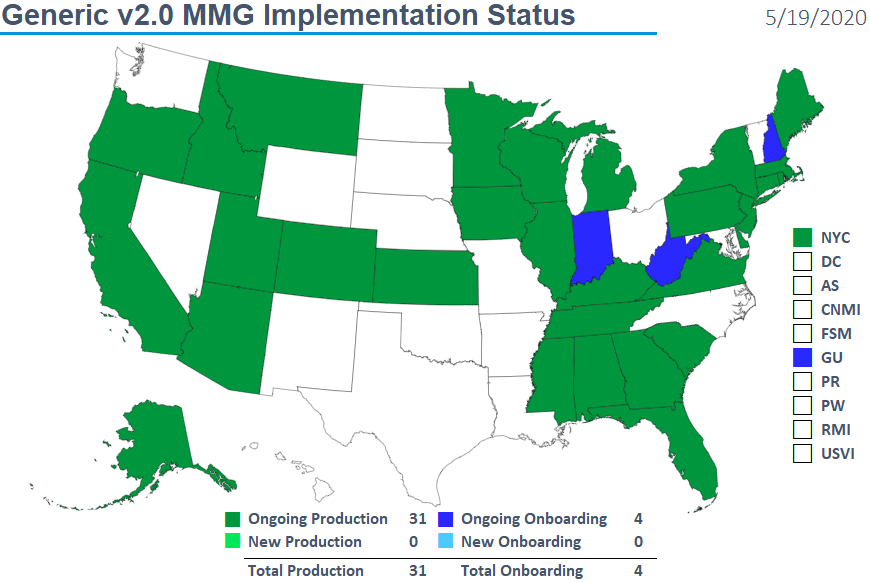 Generic v2.0 MMG Implementation Status 5/19/2020
NYC
DC
AS
CNMI
FSM
GU
PR
PW
RMI
USVI
Ongoing Production 31 Ongoing Onboarding 4
New Production 0 New Onboarding 0
Total Production 31 Total Onboarding 4